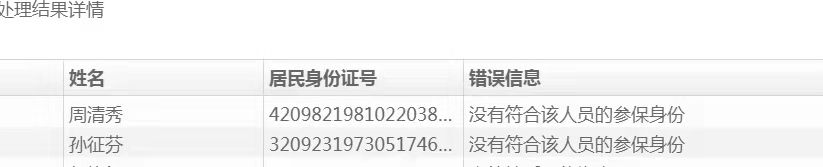 处理结果详情
姓名 居民身份证号 错误信息
周清秀 4209821981022038... 没有符合该人员的参保身份
孙征芬 3209231973051746... 没有符合该人员的参保身份